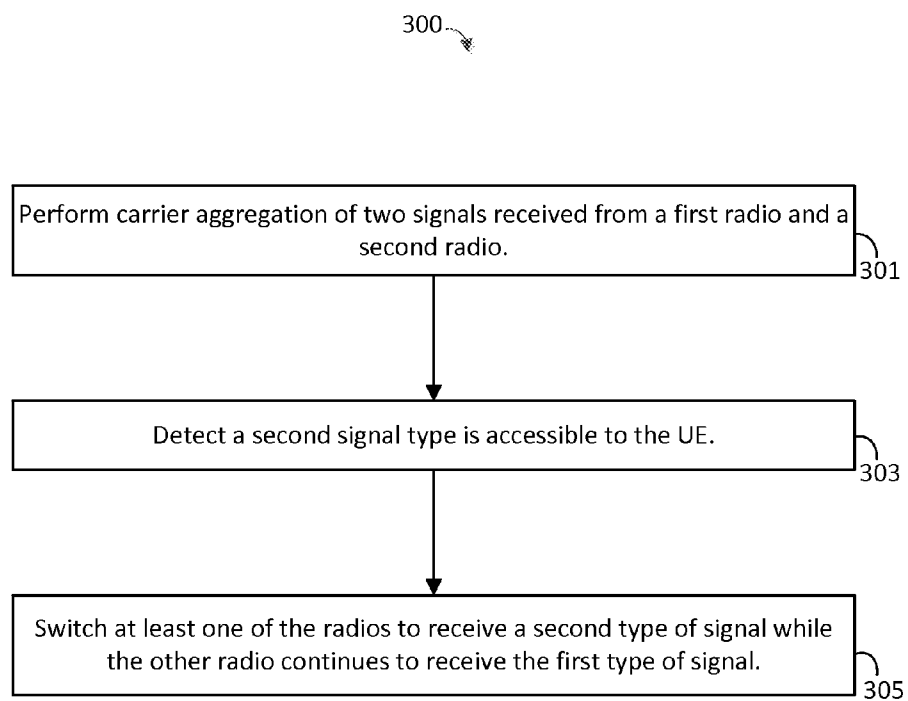 300
Perform carrier aggregation of two signals received from a first radio and a
second radio.
301
Detect a second signal type is accessible to the UE.
303
Switch at least one of the radios to receive a second type of signal while
the other radio continues to receive the first type of signal.
305